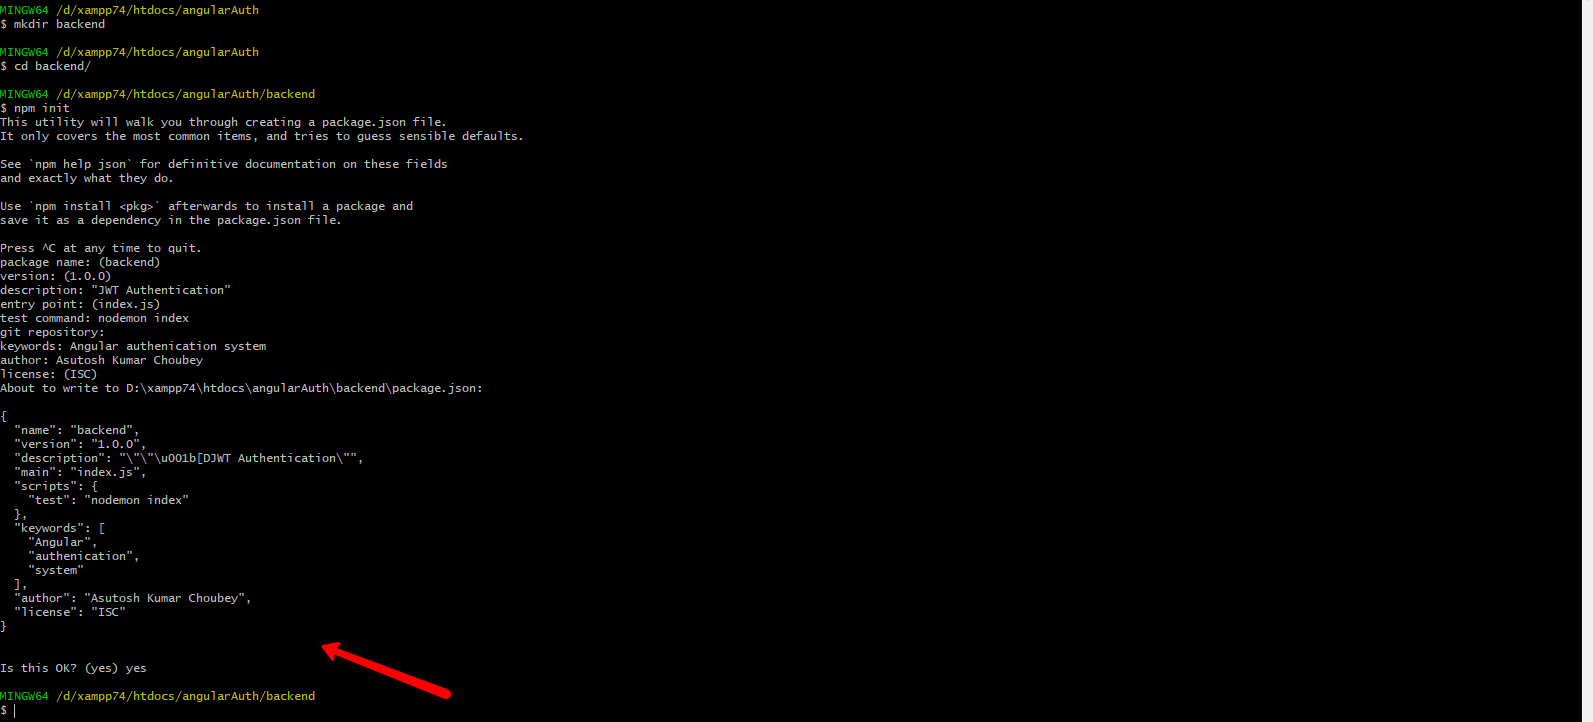 MINGW64 /d/xampp74/htdocs/angularAuth
$ mkdir backend
MINGW64 /d/xampp74/htdocs/angularAuth
$ cd backend/
MINGW64 /d/xampp74/htdocs/angularAuth/backend
$ npm init
This utility will walk you through creating a package.json file.
It only covers the most common items, and tries to guess sensible defaults.
See `npm help json` for definitive documentation on these fields
and exactly what they do.
Use `npm install <pkg>` afterwards to install a package and
save it as a dependency in the package.json file.
Press ^C at any time to quit.
package name: (backend)
version: (1.0.0)
description: "JWT Authentication"
entry point: (index.js)
test command: nodemon index
git repository:
keywords: Angular authenication system
author: Asutosh Kumar Choubey
license: (ISC)
About to write to D:\xampp74\htdocs\angularAuth\backend\package.json:
{
  "name": "backend",
  "version": "1.0.0",
  "description": "\"\"\u001b[DJWT Authentication\"",
  "main": "index.js",
  "scripts": {
    "test": "nodemon index"
  },
  "keywords": [
    "Angular",
    "authenication",
    "system"
  ],
  "author": "Asutosh Kumar Choubey",
  "license": "ISC"
}
Is this OK? (yes) yes
MINGW64 /d/xampp74/htdocs/angularAuth/backend
$